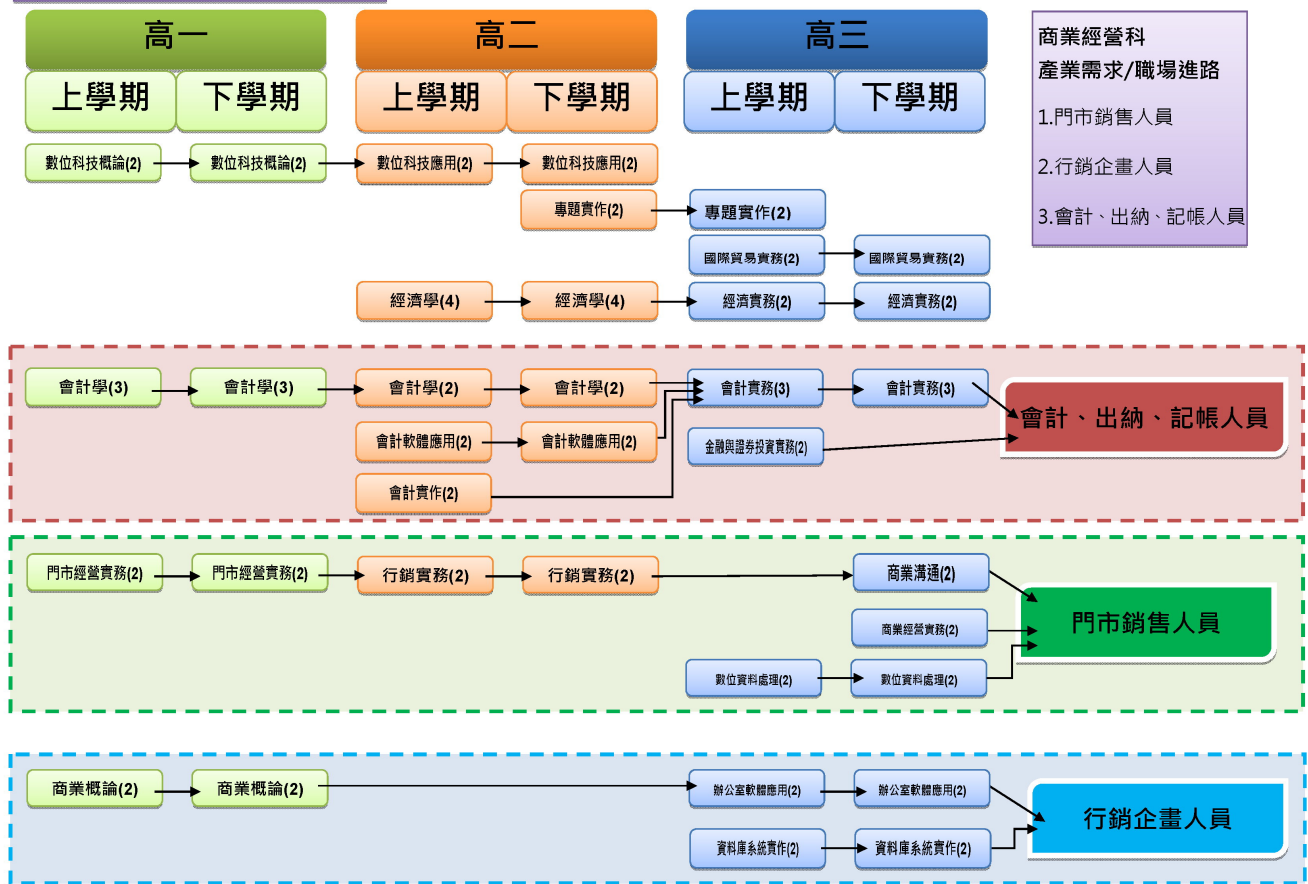 高一
高二
高三
上學期
下學期
上學期
下學期
上學期
下學期
商業經營科
產業需求/職場進路
1.門市銷售人員
2.行銷企畫人員
3.會計、出納、記帳人員
數位科技概論(2)
數位科技概論(2)
數位科技應用(2)
數位科技應用(2)
專題實作(2)
專題實作(2)
國際貿易實務(2)
國際貿易實務(2)
經濟學(4)
經濟學(4)
經濟實務(2)
經濟實務(2)
會計學(3)
會計學(3)
會計學(2)
會計學(2)
會計實務(3)
會計實務(3)
會計、出納、記帳人員
會計軟體應用(2)
會計軟體應用(2)
金融與證券投資實務(2)
會計實作(2)
門市經營實務(2)
門市經營實務(2)
行銷實務(2)
行銷實務(2)
商業溝通(2)
門市銷售人員
商業經營實務(2)
數位資料處理(2)
數位資料處理(2)
商業概論(2)
商業概論(2)
辦公室軟體應用(2)
辦公室軟體應用(2)
行銷企畫人員
資料庫系統實作(2)
資料庫系統實作(2)